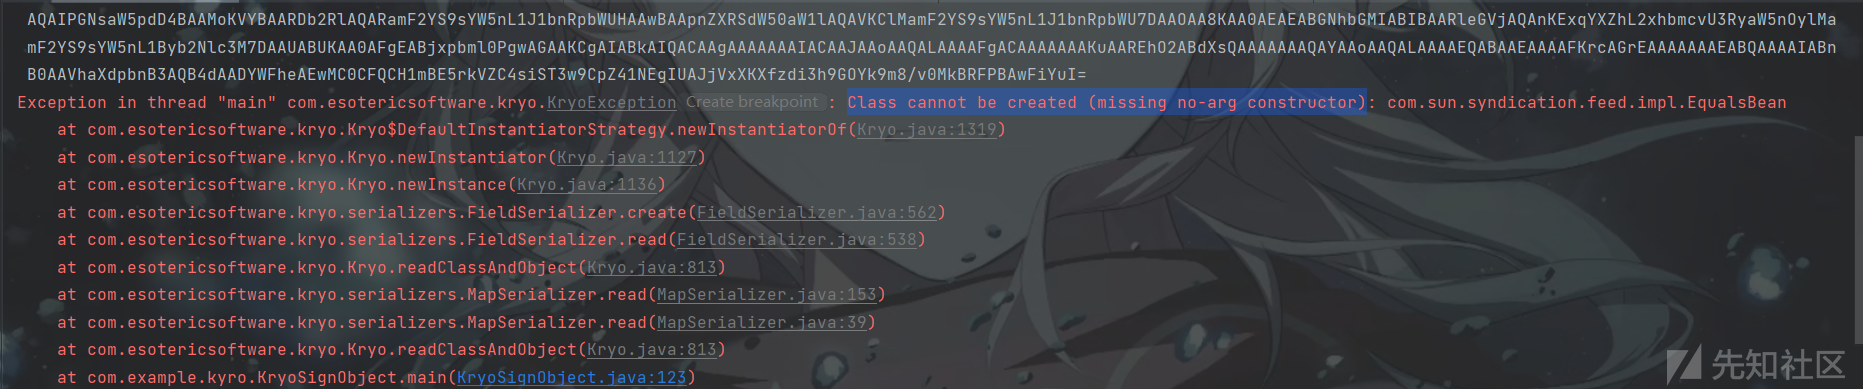 AQAIPGNsaW5pdD4BAAMoKVYBAARDb2RlAQARamF2YS9sYW5nL1J1bnRpbWUHAAwBAApnZXRSdW50aW1lAQAVKClMamF2YS9sYW5nL1J1bnRpbWU7DAAOAA8KAA0AEAEABGNhbGMIABIBAARleGVjAQAnKExqYXZhL2xhbmcvU3RyaW5nOylMa
mF2YS9sYW5nL1Byb2Nlc3M7DAAUABUKAA0AFgEABjxpbml0PgwAGAAKCgAIABkAIQACAAgAAAAAAAIACAAJAAoAAQALAAAAFgACAAAAAAAKuAAREhO2ABdXsQAAAAAAAQAYAAoAAQALAAAAEQABAAEAAAAFKrcAGrEAAAAAAAEABQAAAAIABn
B0AAVhaXdpbnB3AQB4dAADYWFheAEwMC0CFQCH1mBE5rkVZC4siST3w9CpZ41NEgIUAJjVxXKXfzdi3h9GOYk9m8/v0MkBRFPBAwFiYuI=
Exception in thread "main" com.esotericsoftware.kryo.KryoException Create breakpoint : Class cannot be created (missing no-arg constructor): com.sun.syndication.feed.impl.EqualsBean
at com.esotericsoftware.kryo.Kryo$DefaultInstantiatorStrategy.newInstantiatorOf(Kryo.java:1319)
at com.esotericsoftware.kryo.Kryo.newInstantiator(Kryo.java:1127)
at com.esotericsoftware.kryo.Kryo.newInstance(Kryo.java:1136)
at com.esotericsoftware.kryo.serializers.FieldSerializer.create(FieldSerializer.java:562)
at com.esotericsoftware.kryo.serializers.FieldSerializer.read(FieldSerializer.java:538)
at com.esotericsoftware.kryo.Kryo.readClassAndObject(Kryo.java:813)
at com.esotericsoftware.kryo.serializers.MapSerializer.read(MapSerializer.java:153)
at com.esotericsoftware.kryo.serializers.MapSerializer.read(MapSerializer.java:39)
at com.esotericsoftware.kryo.Kryo.readClassAndObject(Kryo.java:813)
at com.example.kyro.KryoSignObject.main(KryoSignObject.java:123)
先知社区